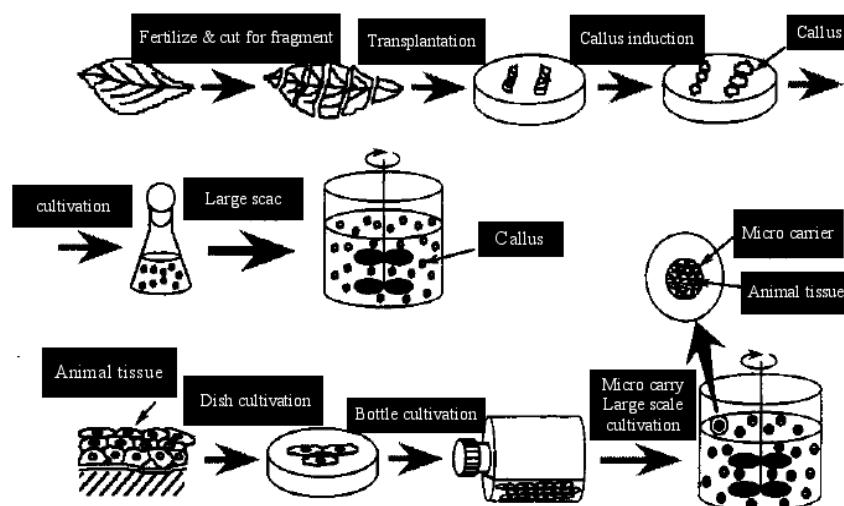 Fertilize & cut for fragment
Transplantation
Callus induction
Callus
cultivation
Large scac
Callus
Micro carrier
Animal tissue
Animal tissue
Dish cultivation
Bottle cultivation
Micro carry
Large scale
cultivation